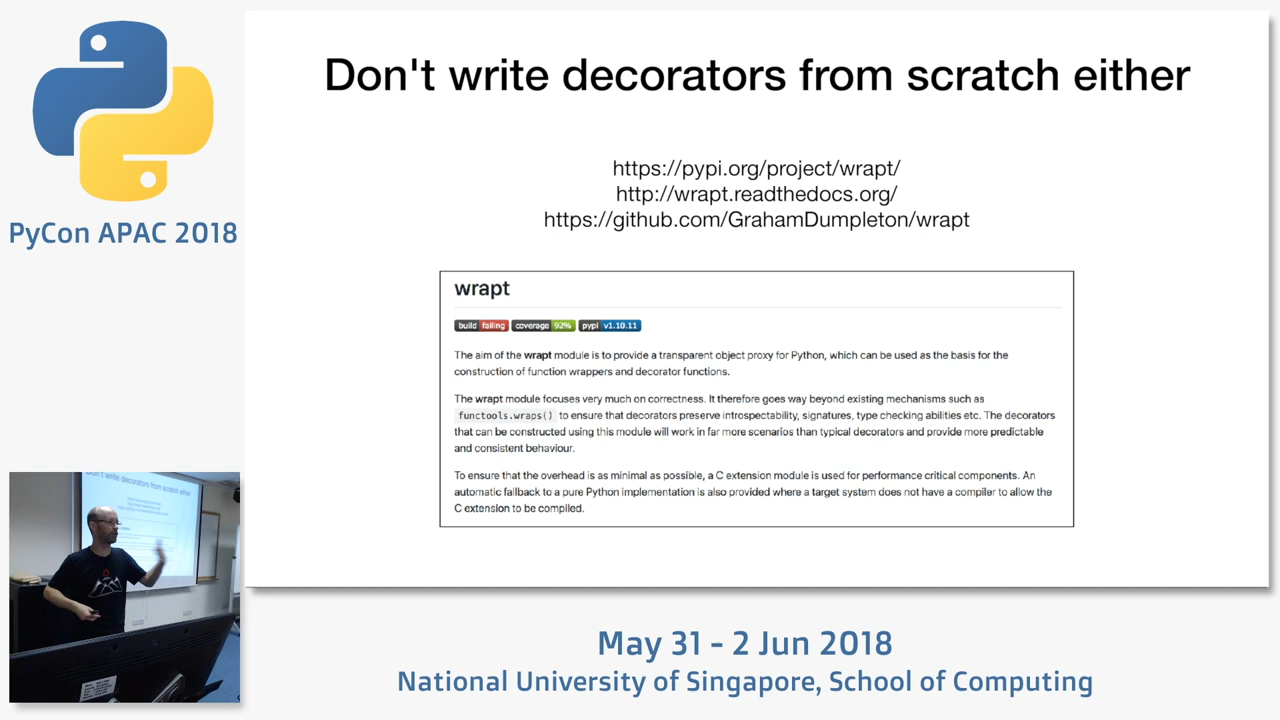 PyCon APAC 2018
Don't write decorators from scratch either
https://pypi.org/project/wrapt/
http://wrapt.readthedocs.org/
https://github.com/GrahamDumpleton/wrapt
wrapt
build failing coverage 92% pypi v1.10.11
The aim of the wrapt module is to provide a transparent object proxy for Python, which can be used as the basis for the
construction of function wrappers and decorator functions.
The wrapt module focuses very much on correctness. It therefore goes way beyond existing mechanisms such as
functools.wraps() to ensure that decorators preserve introspectability, signatures, type checking abilities etc. The decorators
that can be constructed using this module will work in far more scenarios than typical decorators and provide more predictable
and consistent behaviour.
To ensure that the overhead is as minimal as possible, a C extension module is used for performance critical components. An
automatic fallback to a pure Python implementation is also provided where a target system does not have a compiler to allow the
C extension to be compiled.
Don't write decorators from scratch either
May 31 - 2 Jun 2018
National University of Singapore, School of Computing